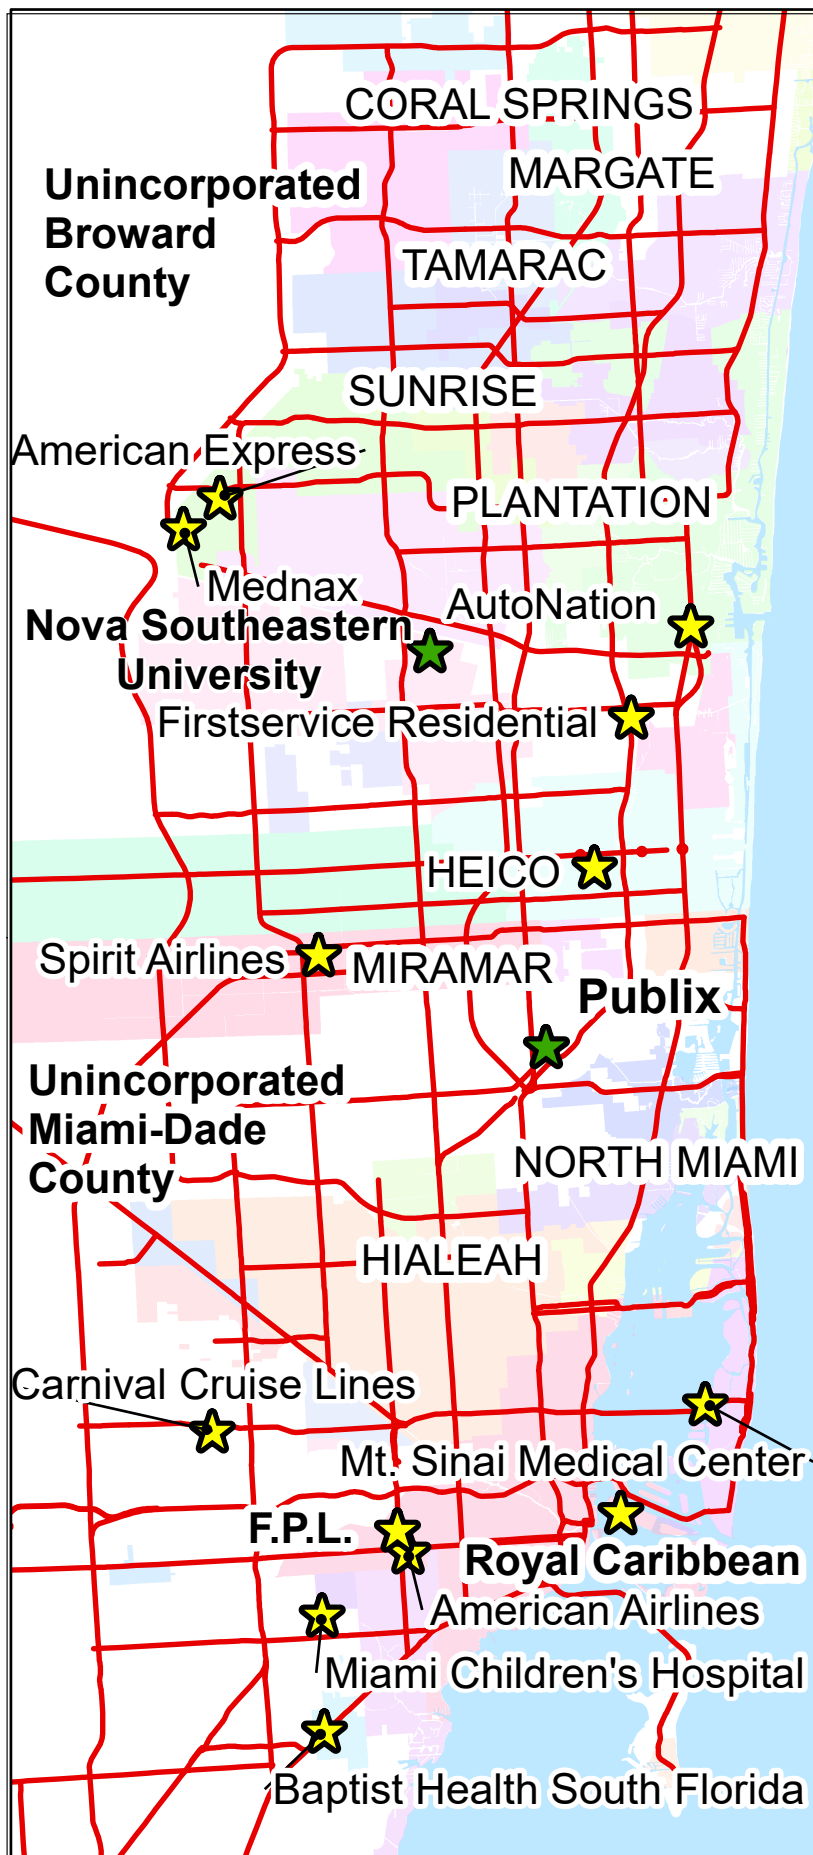 CORAL SPRINGS
MARGATE
Unincorporated
Broward
County
TAMARAC
SUNRISE
American Express
PLANTATION
Mednax
AutoNation
Nova Southeastern
University
Firstservice Residential
HEICO
Spirit Airlines
MIRAMAR
Publix
Unincorporated
Miami-Dade
County
NORTH MIAMI
HIALEAH
Carnival Cruise Lines
Mt. Sinai Medical Center
F.P.L.
Royal Caribbean
American Airlines
Miami Children's Hospital
Baptist Health South Florida